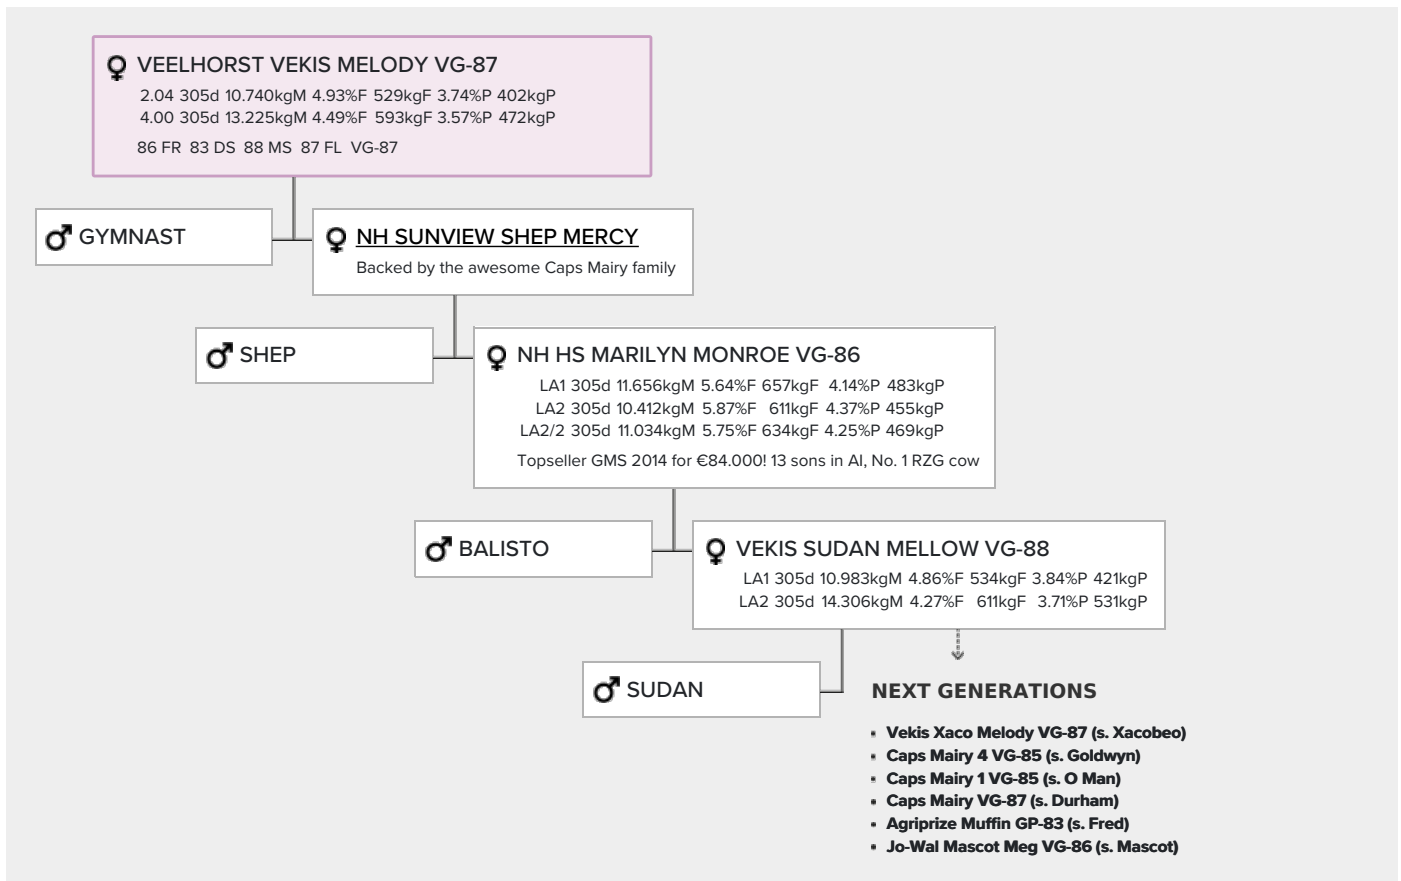 VEELHORST VEKIS MELODY VG-87
2.04 305d 10.740kgM 4.93%F 529kgF 3.74%P 402kgP
4.00 305d 13.225kgM 4.49%F 593kgF 3.57%P 472kgP
86 FR 83 DS 88 MS 87 FL VG-87
GYMNAST
NH SUNVIEW SHEP MERCY
Backed by the awesome Caps Mairy family
SHEP
NH HS MARILYN MONROE VG-86
LA1 305d 11.656kgM 5.64%F 657kgF 4.14%P 483kgP
LA2 305d 10.412kgM 5.87%F 611kgF 4.37%P 455kgP
LA2/2 305d 11.034kgM 5.75%F 634kgF 4.25%P 469kgP
Topseller GMS 2014 for €84.000! 13 sons in AI, No. 1 RZG cow
BALISTO
VEKIS SUDAN MELLOW VG-88
LA1 305d 10.983kgM 4.86%F 534kgF 3.84%P 421kgP
LA2 305d 14.306kgM 4.27%F 611kgF 3.71%P 531kgP
SUDAN
NEXT GENERATIONS
Vekis Xaco Melody VG-87 (s. Xacobeo)
Caps Mairy 4 VG-85 (s. Goldwyn)
Caps Mairy 1 VG-85 (s. O Man)
Caps Mairy VG-87 (s. Durham)
Agriprize Muffin GP-83 (s. Fred)
Jo-Wal Mascot Meg VG-86 (s. Mascot)